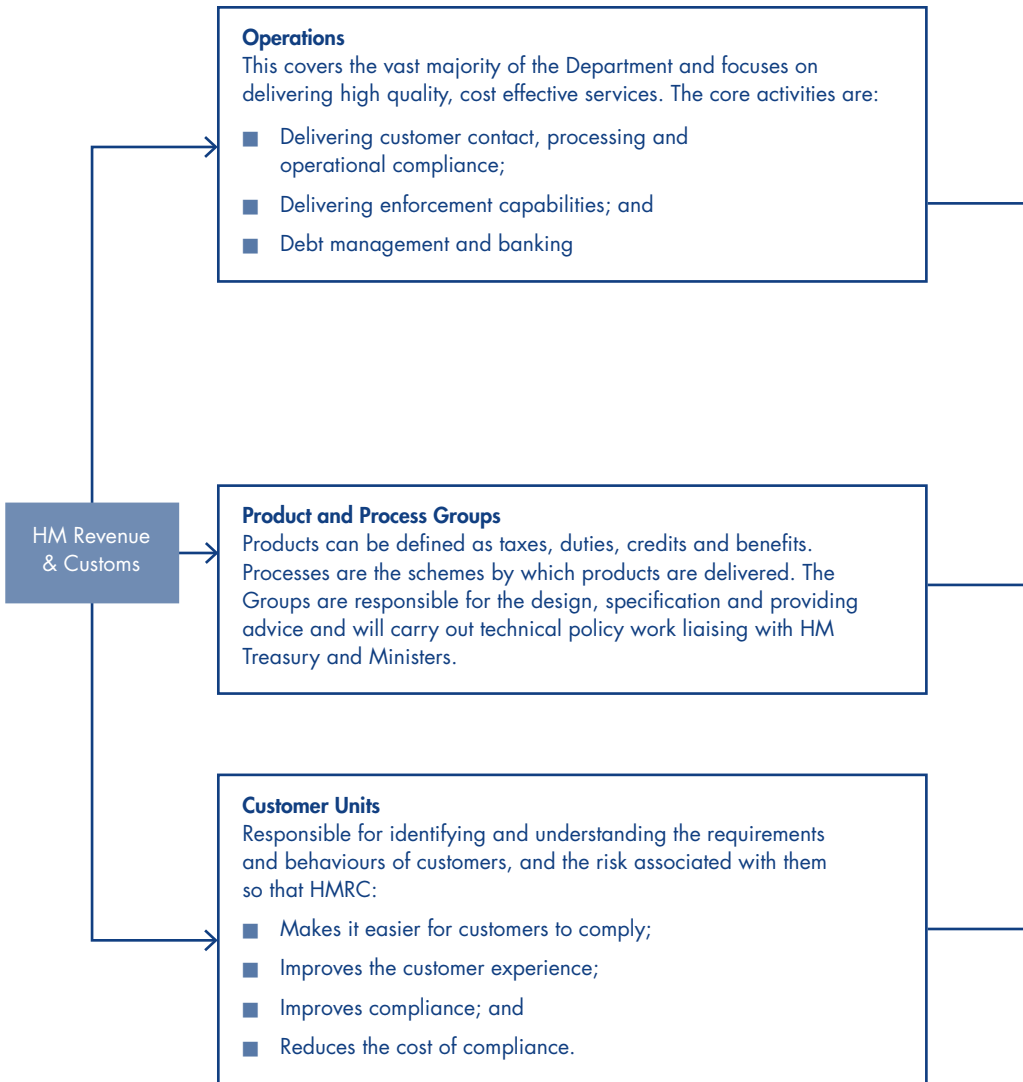 Operations
This covers the vast majority of the Department and focuses on
delivering high quality, cost effective services. The core activities are:
■ Delivering customer contact, processing and
operational compliance;
■ Delivering enforcement capabilities; and
■ Debt management and banking
HM Revenue
& Customs
Product and Process Groups
Products can be defined as taxes, duties, credits and benefits.
Processes are the schemes by which products are delivered. The
Groups are responsible for the design, specification and providing
advice and will carry out technical policy work liaising with HM
Treasury and Ministers.
Customer Units
Responsible for identifying and understanding the requirements
and behaviours of customers, and the risk associated with them
so that HMRC:
■ Makes it easier for customers to comply;
■ Improves the customer experience;
■ Improves compliance; and
■ Reduces the cost of compliance.